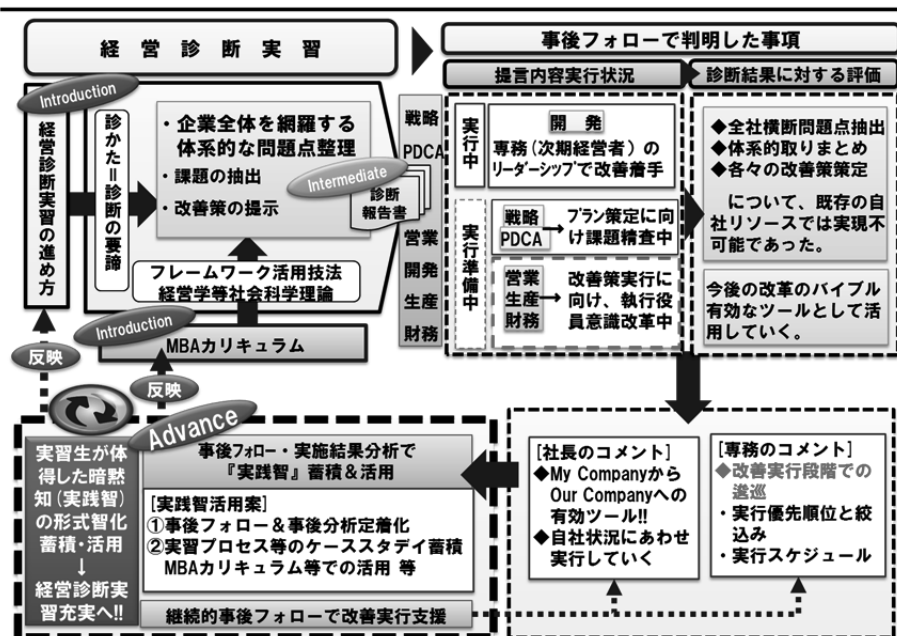 経営診断実習
事後フォローで判明した事項
提言内容実行状況
診断結果に対する評価
Introduction
経営診断実習の進め方
診かた=診断の要諦
・企業全体を網羅する
体系的な問題点整理
・課題の抽出
・改善策の提示
Intermediate
診断
報告書
フレームワーク活用技法
経営学等社会科学理論
Introduction
MBAカリキュラム
戦略
PDCA
営業
開発
生産
財務
実行中
開発
専務(次期経営者)の
リーダーシップで改善着手
実行準備中
戦略
PDCA
プラン策定に向
け課題精査中
営業
生産
財務
改善策実行に
向け、執行役
員意識改革中
◆全社横断問題点抽出
◆体系的取りまとめ
◆各々の改善策策定
について、既存の自
社リソースでは実現不
可能であった。
今後の改革のバイブル
有効なツールとして活
用していく。
反映
反映
Advance
実習生が体
得した暗黙
知(実践智)
の形式智化
蓄積・活用
↓
経営診断実
習充実へ!!
事後フォロー・実施結果分析で
『実践智』蓄積&活用
[実践智活用案]
①事後フォロー&事後分析定着化
②実習プロセス等のケーススタデイ蓄積
MBAカリキュラム等での活用 等
継続的事後フォローで改善実行支援
[社長のコメント]
◆My Companyから
Our Companyへの
有効ツール!!
◆自社状況にあわせ
実行していく
[専務のコメント]
◆改善実行段階での
逡巡
・実行優先順位と絞
込み
・実行スケジュール